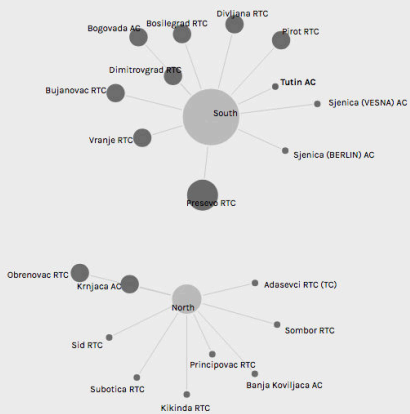 Divljana RTC
Bosilegrad RTC
Bogovada AC
Pirot RTC
Dimitrovgrad RTC
Tutin AC
Bujanovac RTC
Sjenica (VESNA) AC
South
Vranje RTC
Sjenica (BERLIN) AC
Presevo RTC
Obrenovac RTC
Krnjaca AC
Adasevci RTC (TC)
North
Sombor RTC
Sid RTC
Principovac RTC
Banja Koviljaca AC
Subotica RTC
Kikinda RTC